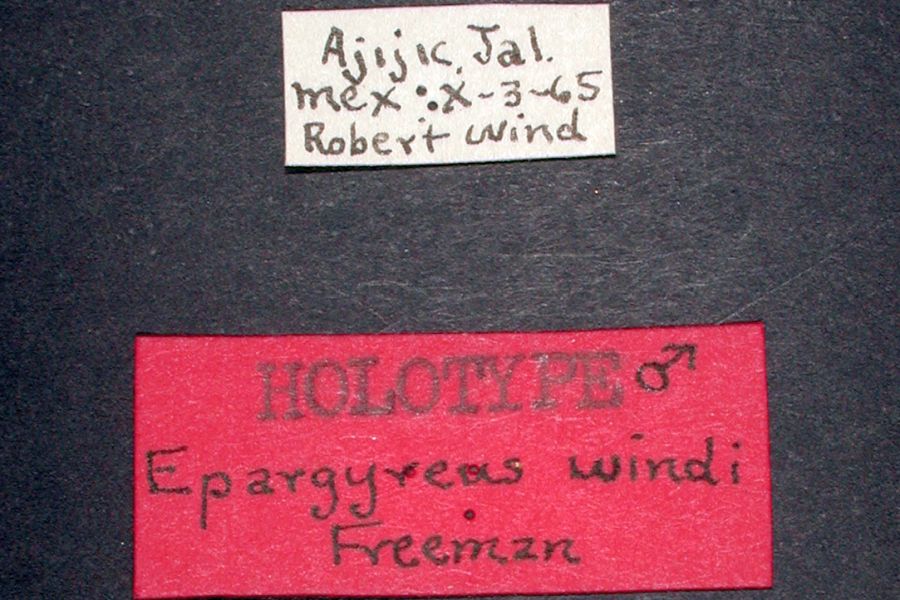 Ajijic, Jal.
mex. X-3-65
Robert Wind
HOLOTYPE ♂
Epargyreus windi
Freeman